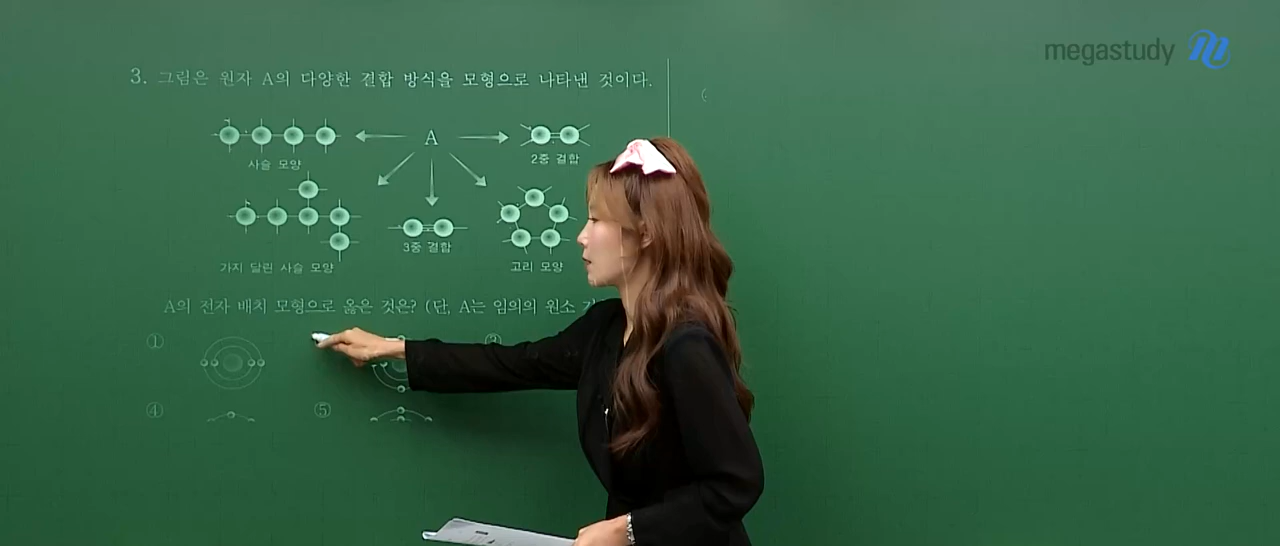 megastudy
3. 그림은 원자 A의 다양한 결합 방식을 모형으로 나타낸 것이다.
A
사슬 모양
2중 결합
3중 결합
가지 달린 사슬 모양
고리 모양
A의 전자 배치 모형으로 옳은 것은? (단, A는 임의의 원소
①
③
④
⑤